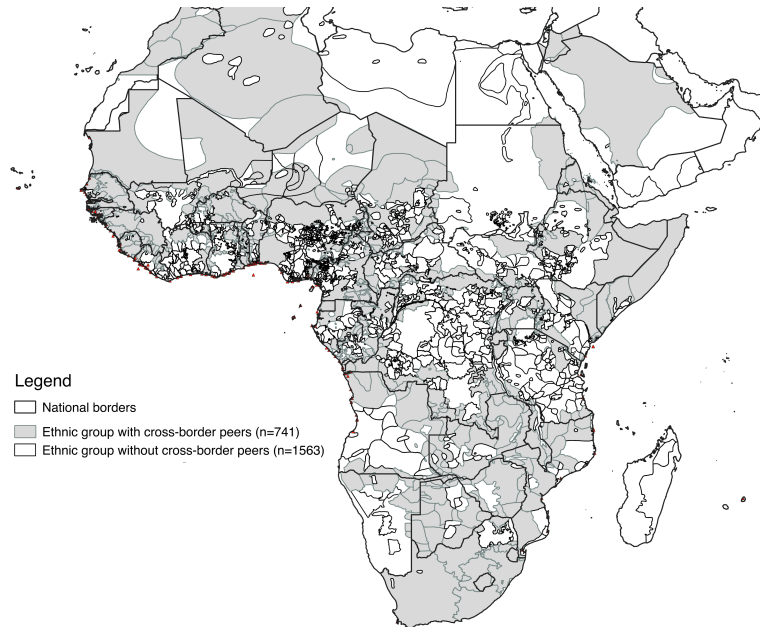 Legend
National borders
Ethnic group with cross-border peers (n=741)
Ethnic group without cross-border peers (n=1563)